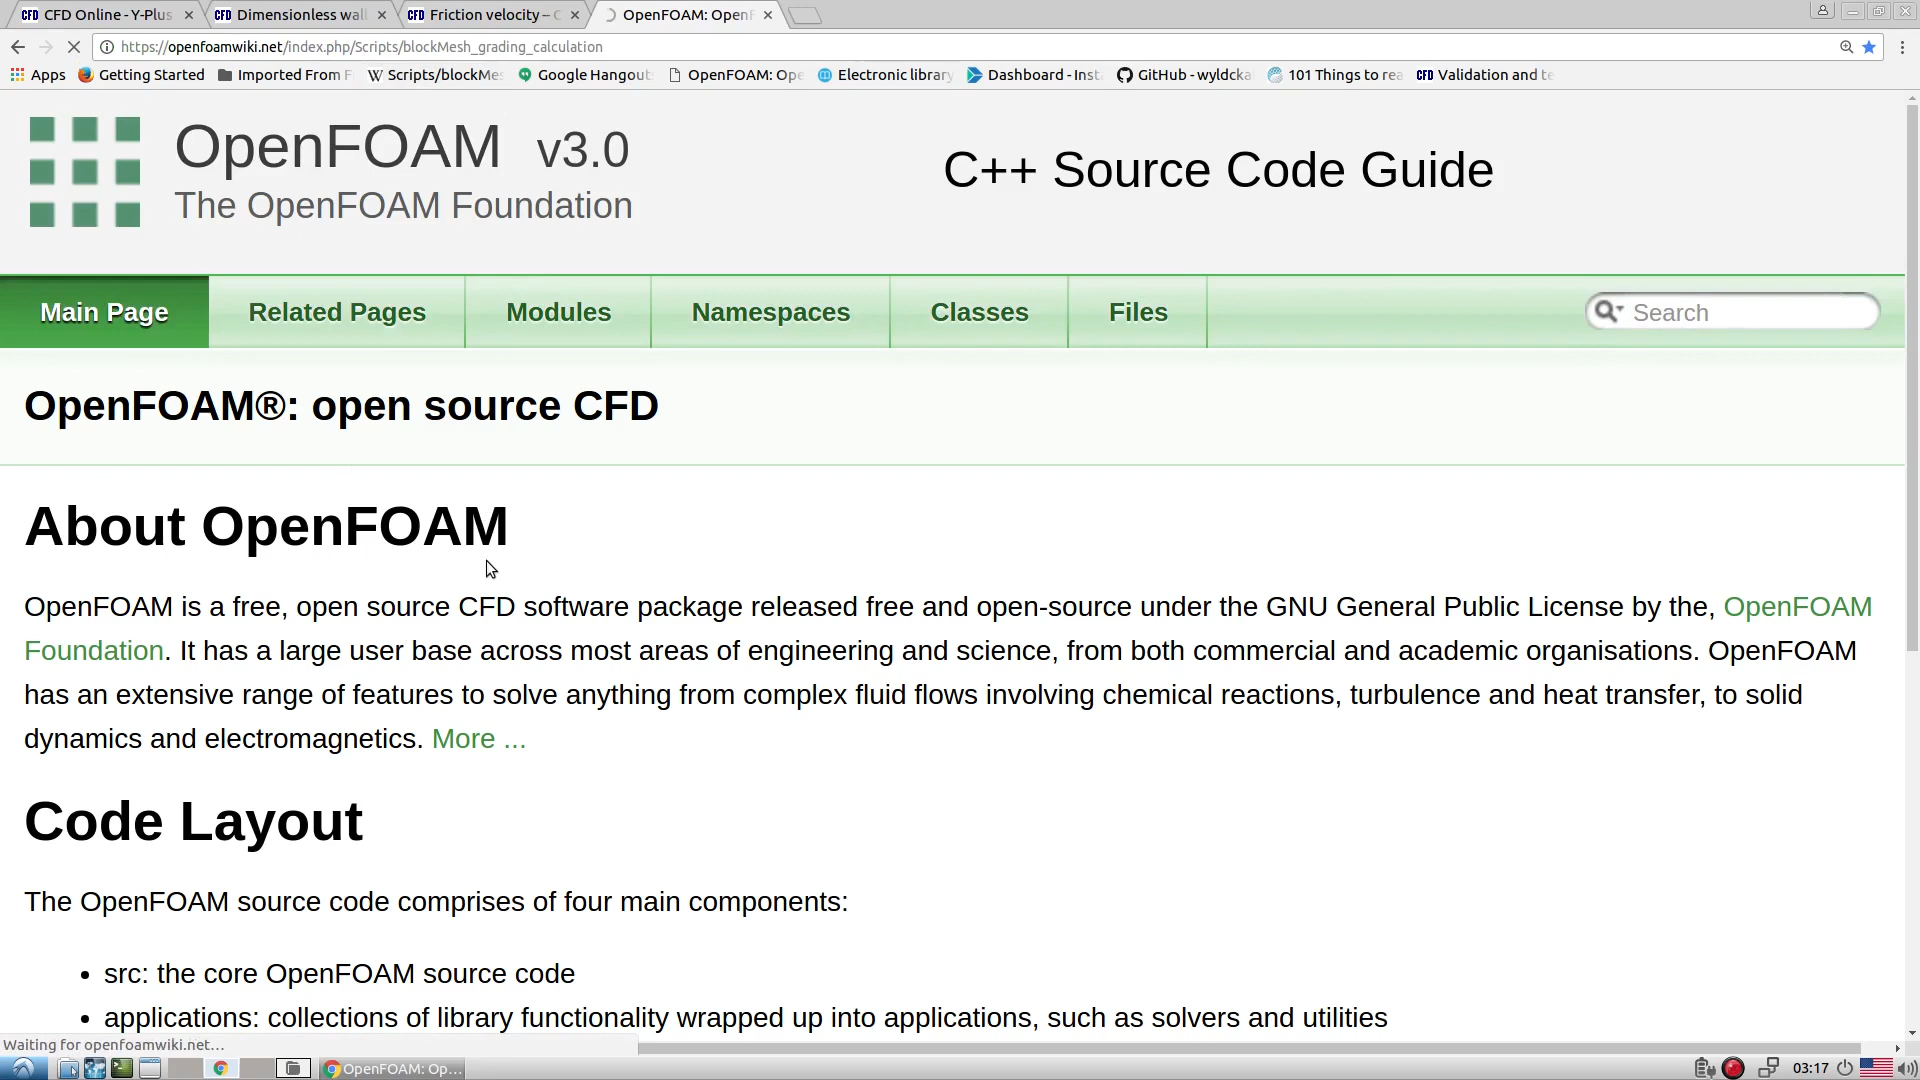 CFD Online - Y-Plus
Dimensionless wal
Friction velocity – C
OpenFOAM: OpenF
https://openfoamwiki.net/index.php/Scripts/blockMesh_grading_calculation
Apps
Getting Started
Imported From F
Scripts/blockMes
Google Hangout
OpenFOAM: Ope
Electronic library
Dashboard - Inst
GitHub - wyldcka
101 Things to rea
Validation and te
OpenFOAM v3.0
The OpenFOAM Foundation
C++ Source Code Guide
Main Page
Related Pages
Modules
Namespaces
Classes
Files
Search
OpenFOAM®: open source CFD
About OpenFOAM
OpenFOAM is a free, open source CFD software package released free and open-source under the GNU General Public License by the, OpenFOAM
Foundation. It has a large user base across most areas of engineering and science, from both commercial and academic organisations. OpenFOAM
has an extensive range of features to solve anything from complex fluid flows involving chemical reactions, turbulence and heat transfer, to solid
dynamics and electromagnetics. More ...
Code Layout
The OpenFOAM source code comprises of four main components:
• src: the core OpenFOAM source code
• applications: collections of library functionality wrapped up into applications, such as solvers and utilities
Waiting for openfoamwiki.net...
OpenFOAM: Op...
03:17